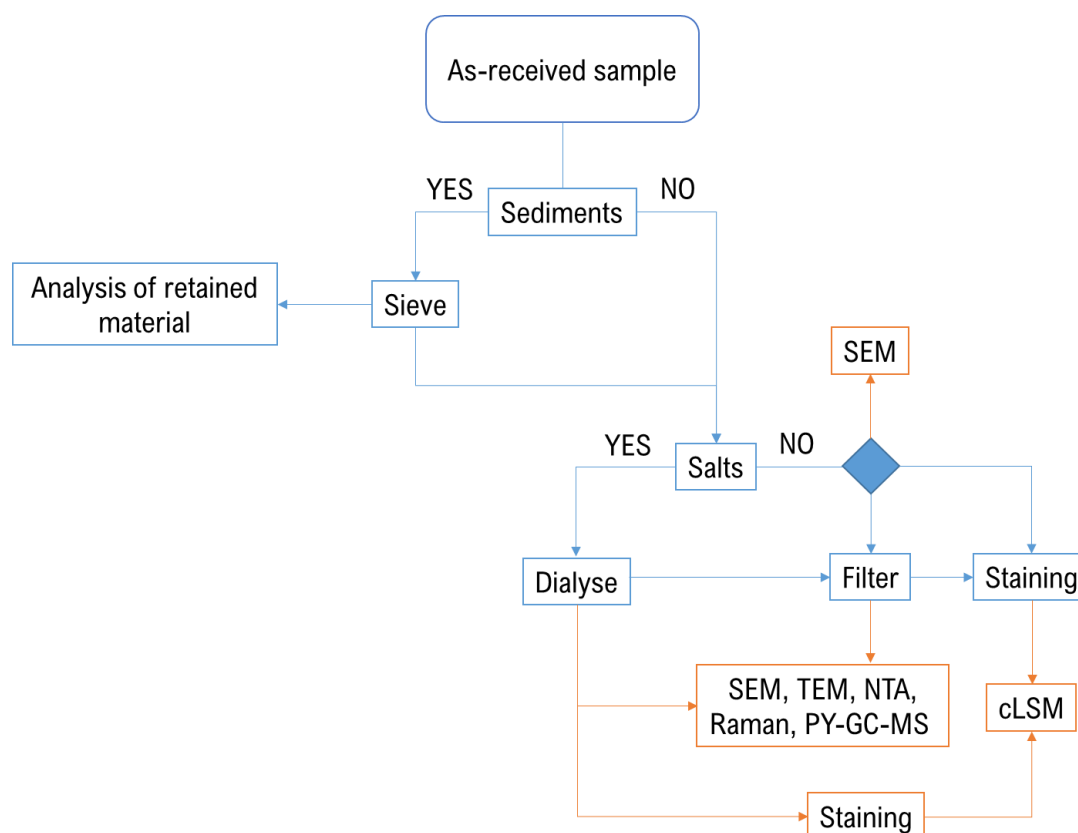 As-received sample
YES
NO
Sediments
Analysis of retained
material
Sieve
SEM
YES
NO
Salts
Dialyse
Filter
Staining
SEM, TEM, NTA,
Raman, PY-GC-MS
cLSM
Staining